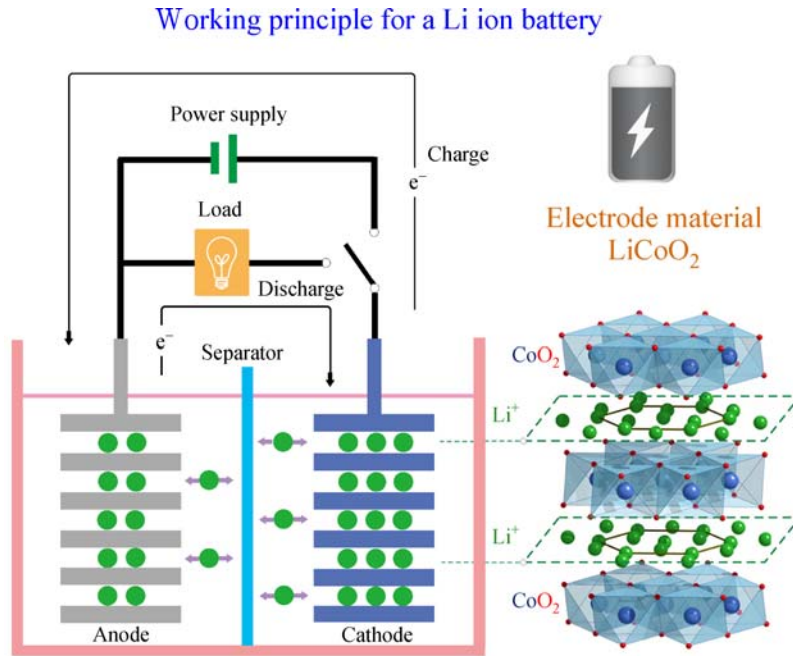 Working principle for a Li ion battery
Power supply
Charge
e⁻
Load
Discharge
e⁻
Separator
Anode
Cathode
Electrode material
LiCoO₂
CoO₂
Li⁺
Li⁺
CoO₂